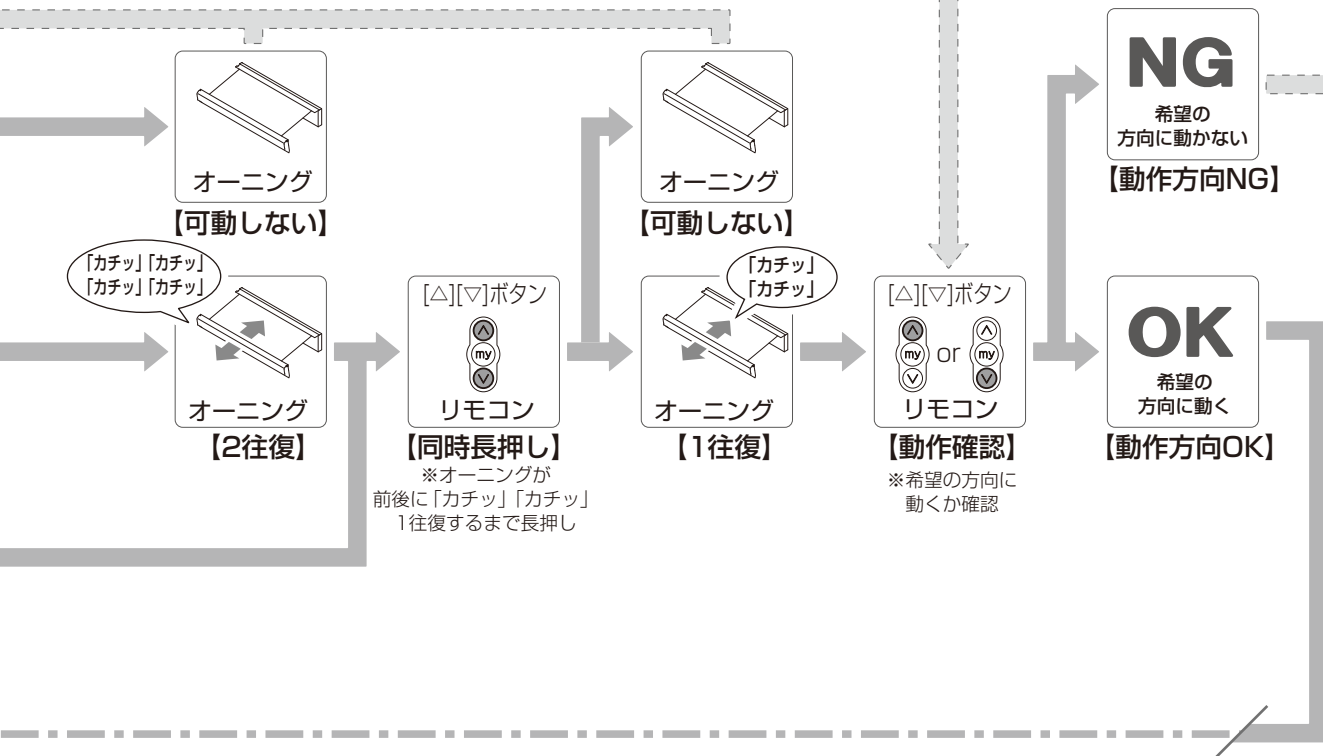 NG
希望の
方向に動かない
【動作方向NG】
オーニング
【可動しない】
オーニング
【可動しない】
「カチッ」「カチッ」
「カチッ」「カチッ」
オーニング
【2往復】
[△][▽]ボタン
my
リモコン
【同時長押し】
※オーニングが
前後に「カチッ」「カチッ」
1往復するまで長押し
「カチッ」
「カチッ」
オーニング
【1往復】
[△][▽]ボタン
my or my
リモコン
【動作確認】
※希望の方向に
動くか確認
OK
希望の
方向に動く
【動作方向OK】